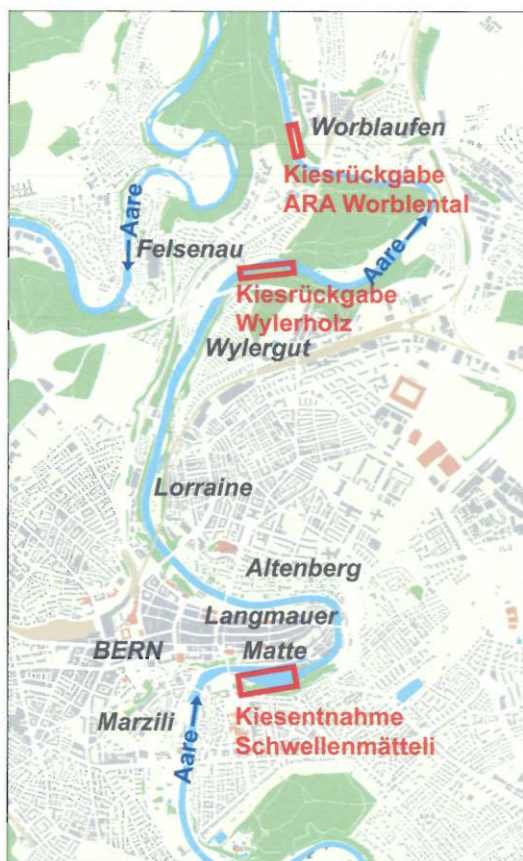 Worblaufen
Kiesrückgabe
ARA Worblental
Aare
Felsenau
Aare
Kiesrückgabe
Wylerholz
Wylergut
Lorraine
Altenberg
Langmauer
BERN
Matte
Marzili
Kiesentnahme
Schwellenmätteli
Aare